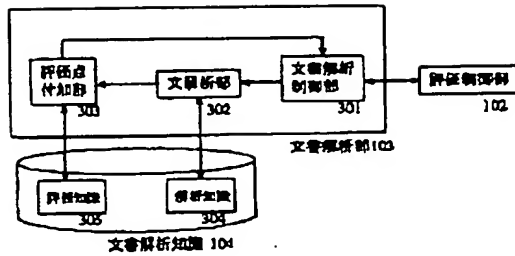 評価点
付加部
303
文書解析部
302
文書解析
制御部
301
評価制御部
102
文書解析部103
評価知識
305
解析知識
304
文書解析知識 104